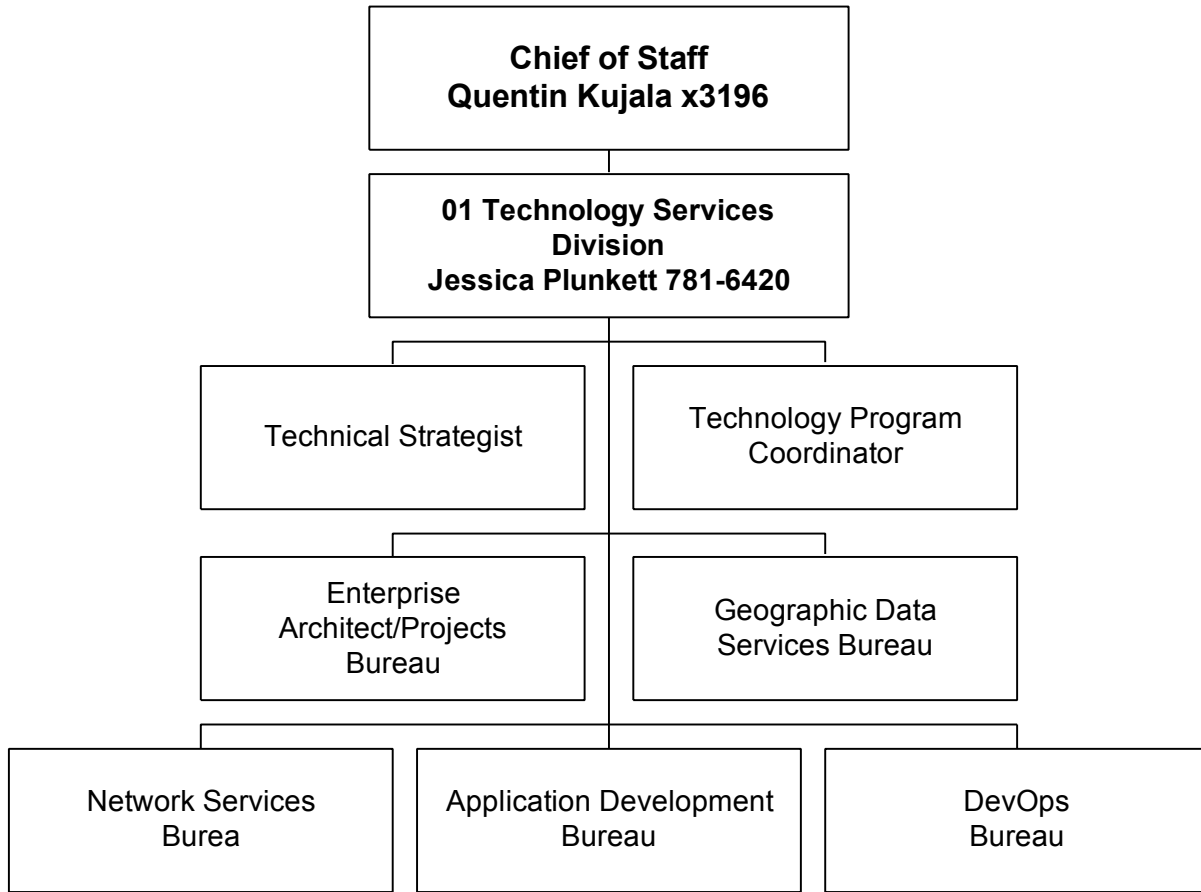 Chief of Staff
Quentin Kujala x3196
01 Technology Services
Division
Jessica Plunkett 781-6420
Technical Strategist
Technology Program
Coordinator
Enterprise
Architect/Projects
Bureau
Geographic Data
Services Bureau
Network Services
Burea
Application Development
Bureau
DevOps
Bureau